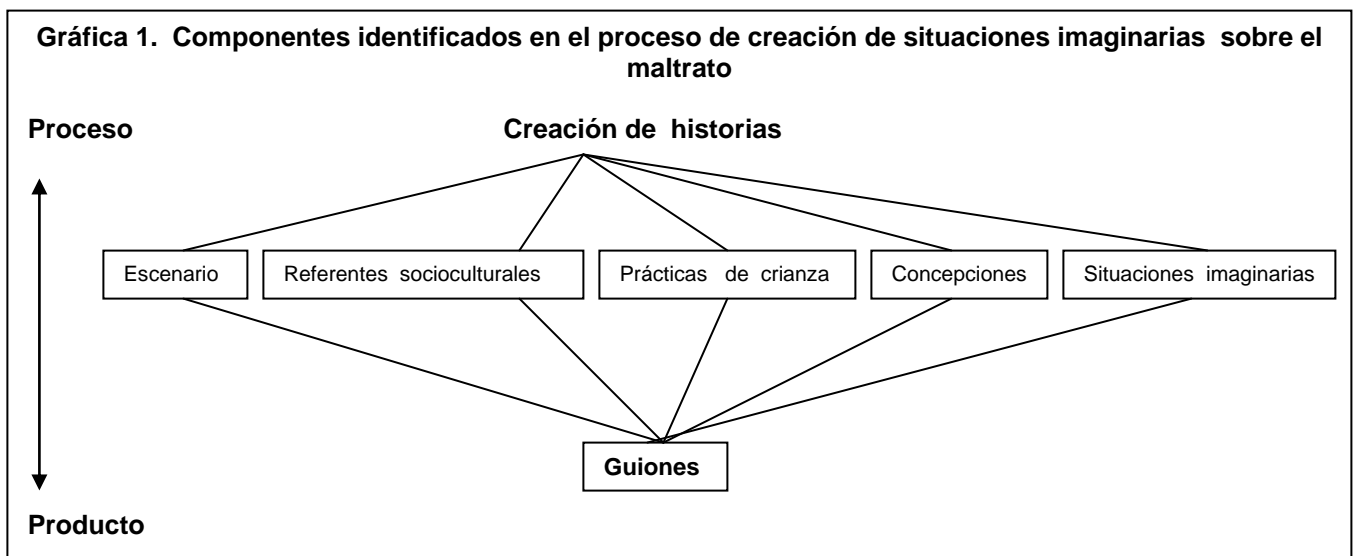 Gráfica 1. Componentes identificados en el proceso de creación de situaciones imaginarias sobre el
maltrato
Proceso
Creación de historias
Escenario
Referentes socioculturales
Prácticas de crianza
Concepciones
Situaciones imaginarias
Guiones
Producto